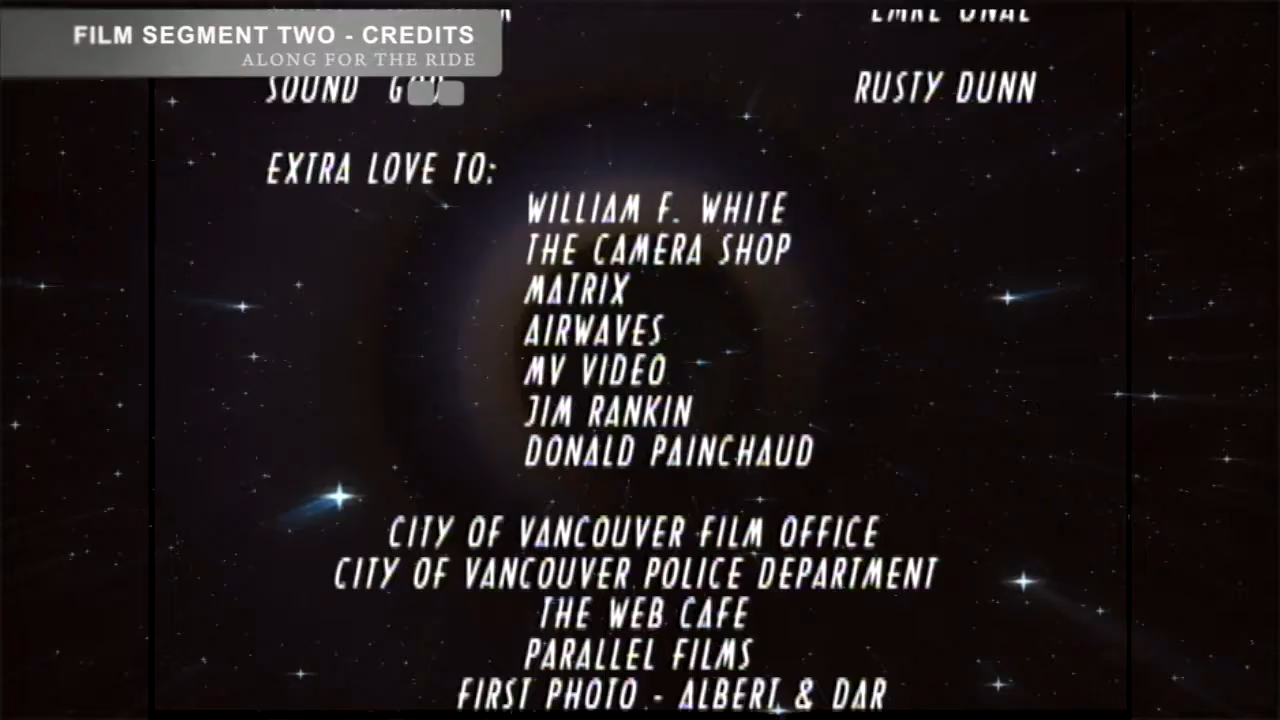 FILM SEGMENT TWO - CREDITS
ALONG FOR THE RIDE
SOUND GOD RUSTY DUNN
EXTRA LOVE TO:
WILLIAM F. WHITE
THE CAMERA SHOP
MATRIX
AIRWAVES
MV VIDEO
JIM RANKIN
DONALD PAINCHAUD
CITY OF VANCOUVER FILM OFFICE
CITY OF VANCOUVER POLICE DEPARTMENT
THE WEB CAFE
PARALLEL FILMS
FIRST PHOTO - ALBERT & DAR